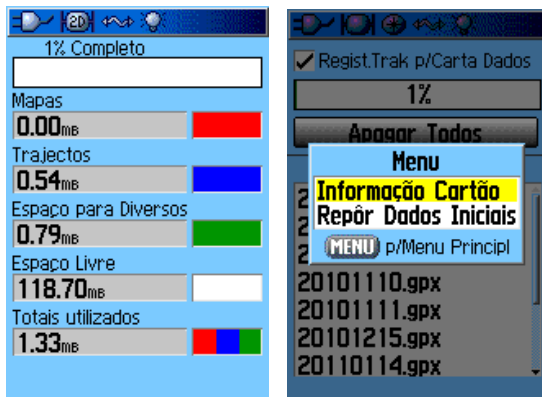 2D
1% Completo
Mapas
0.00MB
Trajectos
0.54MB
Espaço para Diversos
0.79MB
Espaço Livre
118.70MB
Totais utilizados
1.33MB
Regist.Trak p/Carta Dados
1%
Apagar Todos
Menu
Informação Cartão
Repôr Dados Iniciais
MENU p/Menu Principl
20101110.gpx
20101111.gpx
20101215.gpx
20110114.gpx